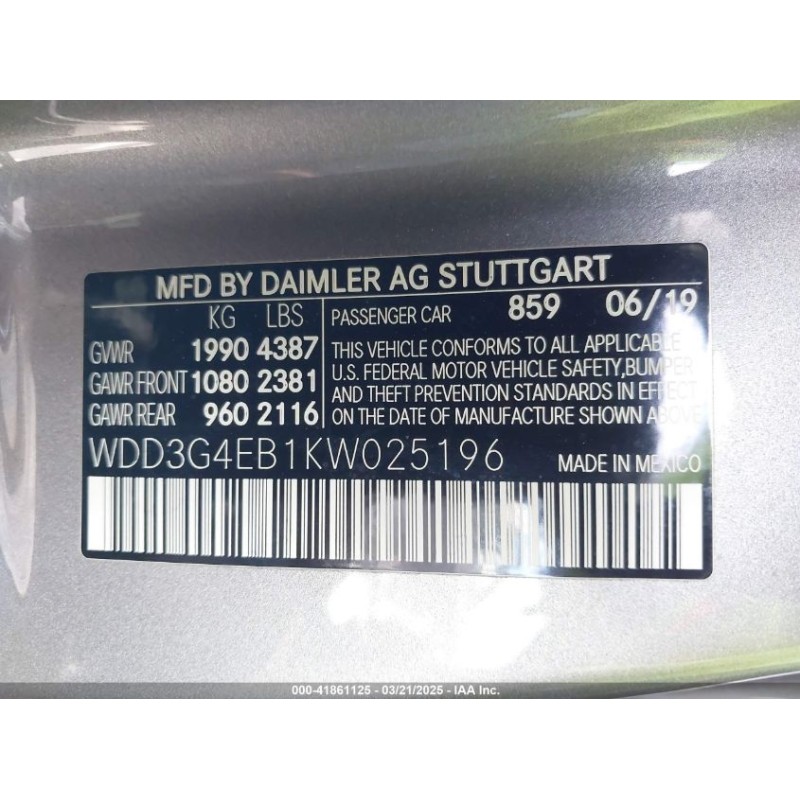 MFD BY DAIMLER AG STUTTGART
KG LBS
GVWR 1990 4387
GAWR FRONT 1080 2381
GAWR REAR 960 2116
PASSENGER CAR 859 06/19
THIS VEHICLE CONFORMS TO ALL APPLICABLE
U.S. FEDERAL MOTOR VEHICLE SAFETY,BUMPER
AND THEFT PREVENTION STANDARDS IN EFFECT
ON THE DATE OF MANUFACTURE SHOWN ABOVE
WDD3G4EB1KW025196
MADE IN MEXICO
000-41861125 - 03/21/2025 - IAA Inc.